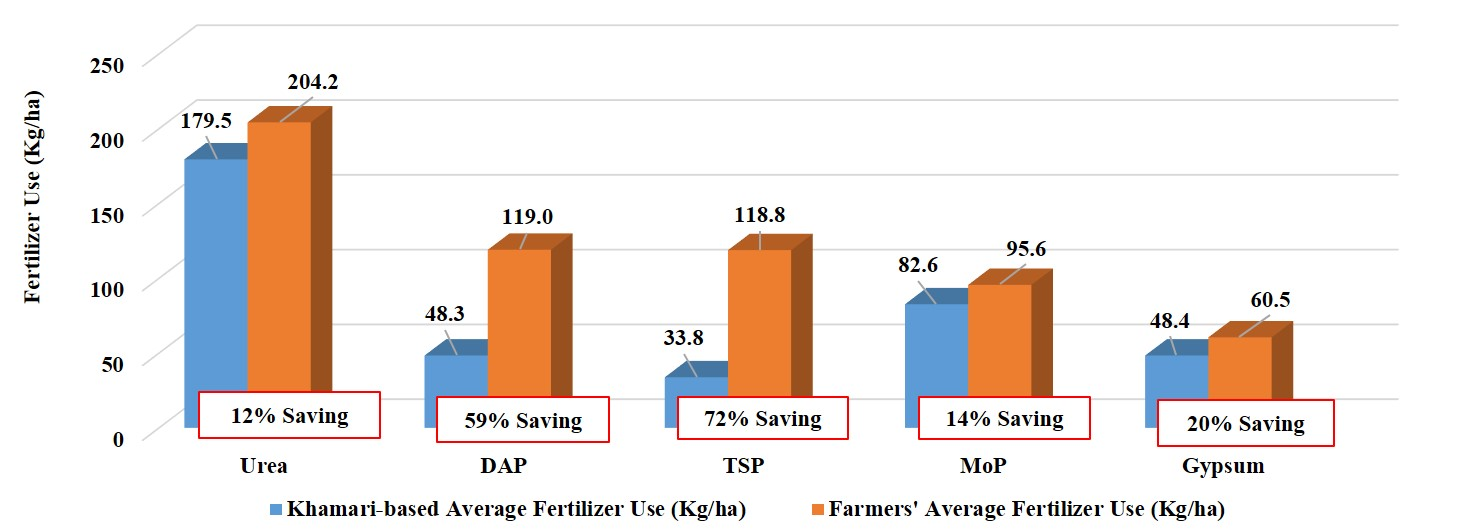 Fertilizer Use (Kg/ha)
250
200
150
100
50
0
179.5
204.2
48.3
119.0
33.8
118.8
82.6
95.6
48.4
60.5
12% Saving
59% Saving
72% Saving
14% Saving
20% Saving
Urea
DAP
TSP
MoP
Gypsum
Khamari-based Average Fertilizer Use (Kg/ha)
Farmers' Average Fertilizer Use (Kg/ha)